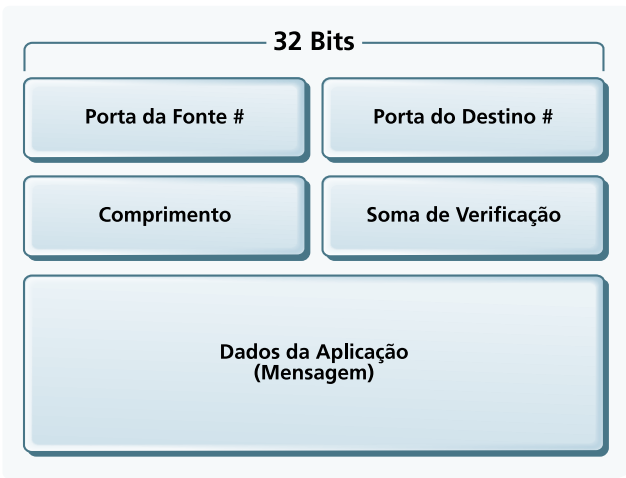 32 Bits
Porta da Fonte #
Porta do Destino #
Comprimento
Soma de Verificação
Dados da Aplicação
(Mensagem)